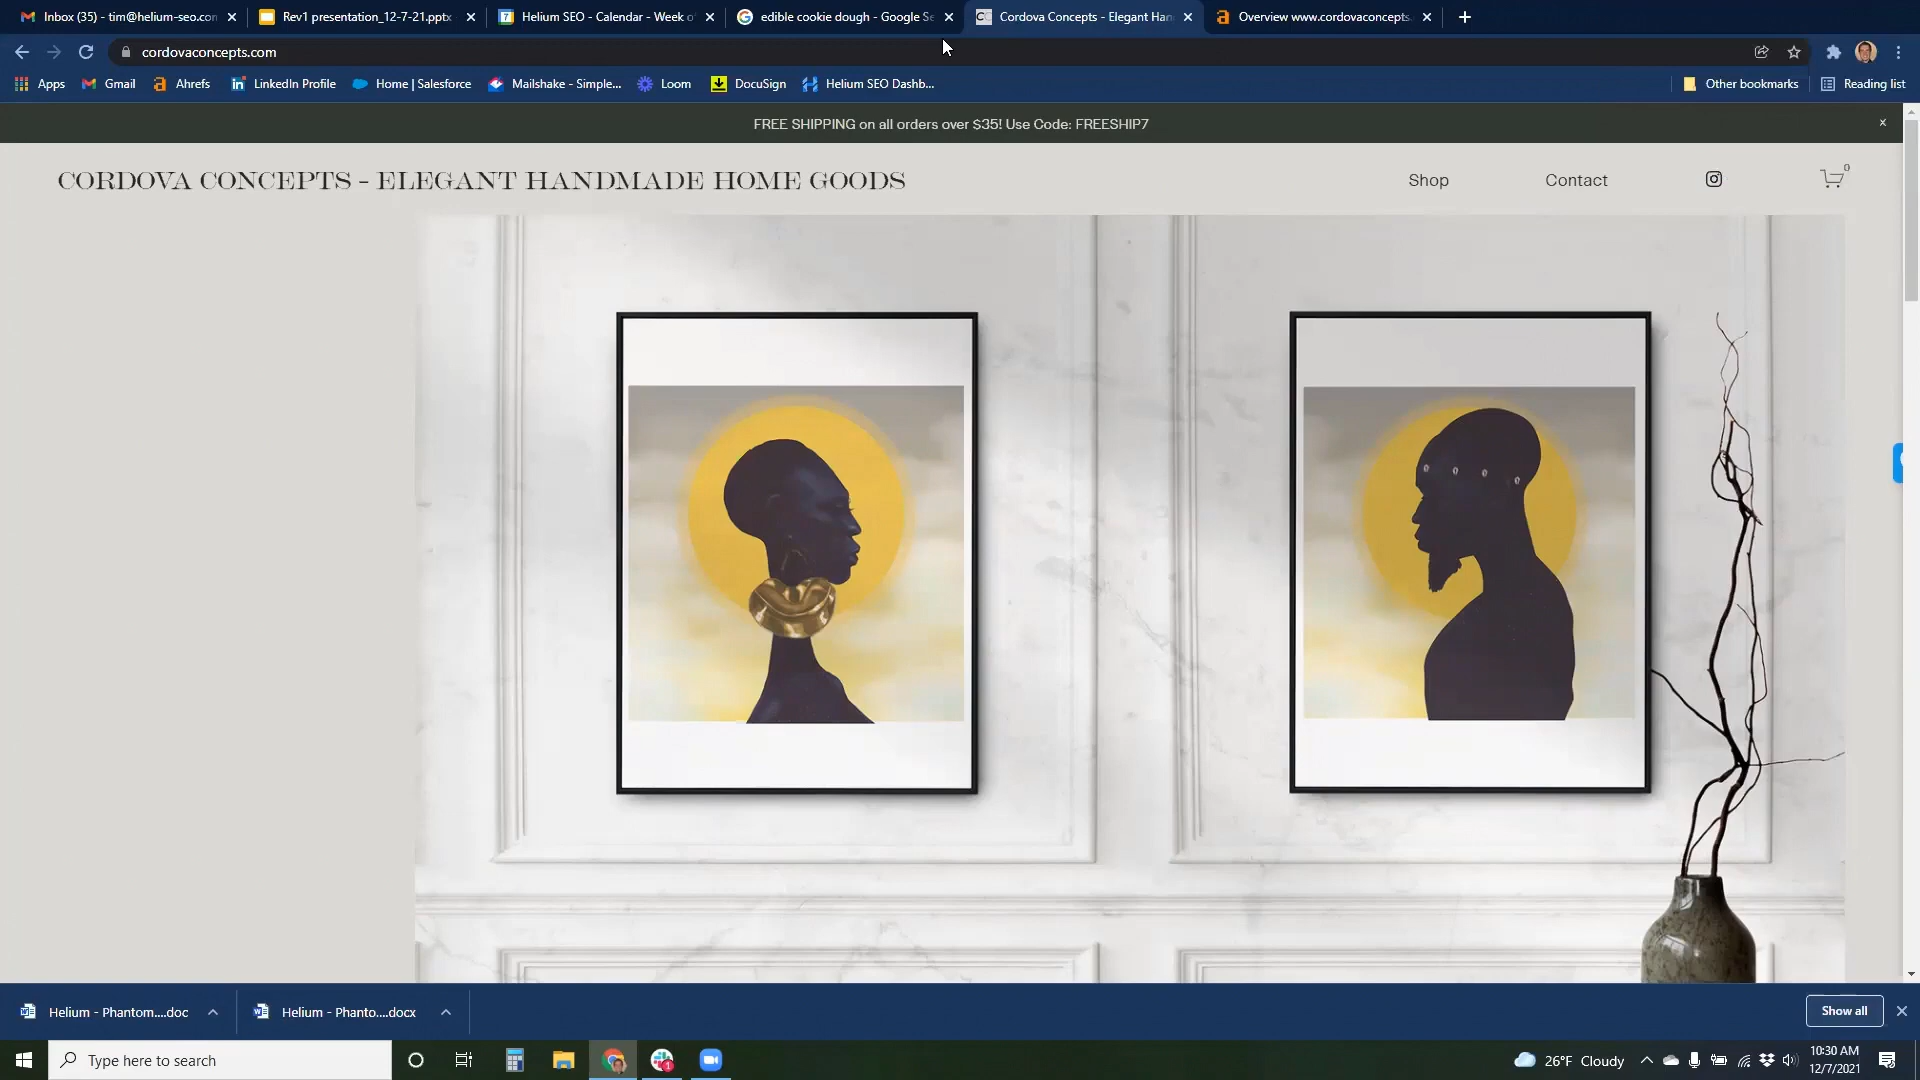 Inbox (35) - tim@helium-seo.con
Rev1 presentation_12-7-21.pptx
Helium SEO - Calendar - Week o
edible cookie dough - Google Se
Cordova Concepts - Elegant Han
Overview www.cordovaconcepts.
cordovaconcepts.com
Apps
Gmail
Ahrefs
LinkedIn Profile
Home | Salesforce
Mailshake - Simple...
Loom
DocuSign
Helium SEO Dashb...
Other bookmarks
Reading list
FREE SHIPPING on all orders over $35! Use Code: FREESHIP7
CORDOVA CONCEPTS - ELEGANT HANDMADE HOME GOODS
Shop
Contact
0
Helium - Phantom....doc
Helium - Phanto....docx
Show all
Type here to search
26°F Cloudy
10:30 AM
12/7/2021